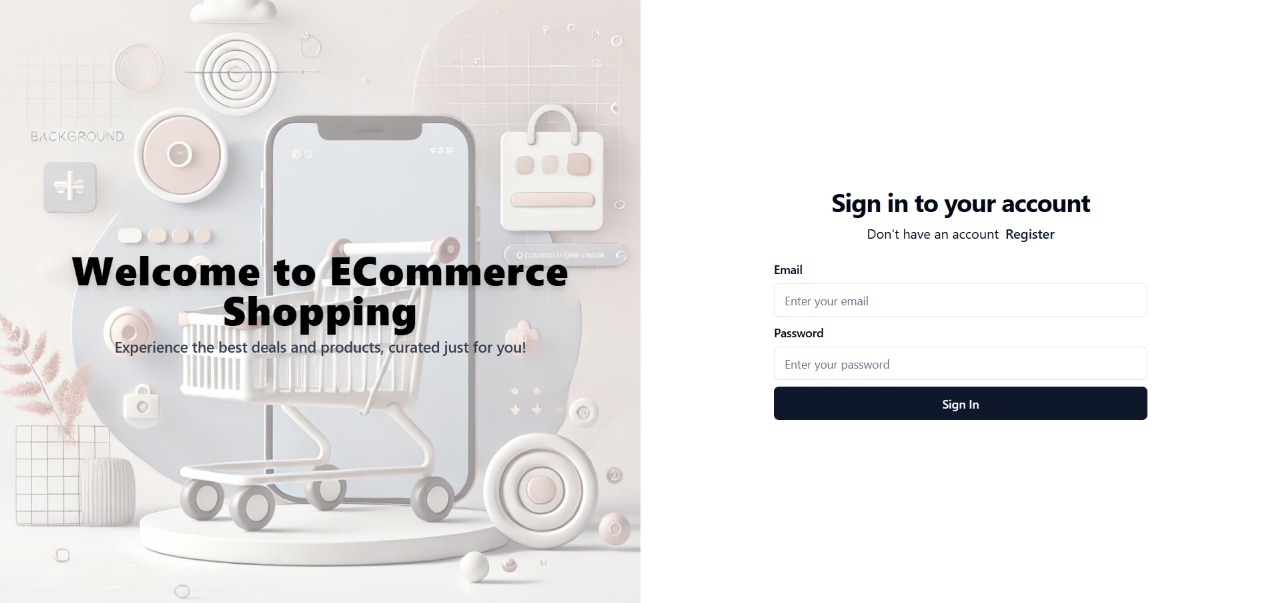 BACKGROUND
Welcome to ECommerce
Shopping
Experience the best deals and products, curated just for you!
Sign in to your account
Don't have an account Register
Email
Enter your email
Password
Enter your password
Sign In